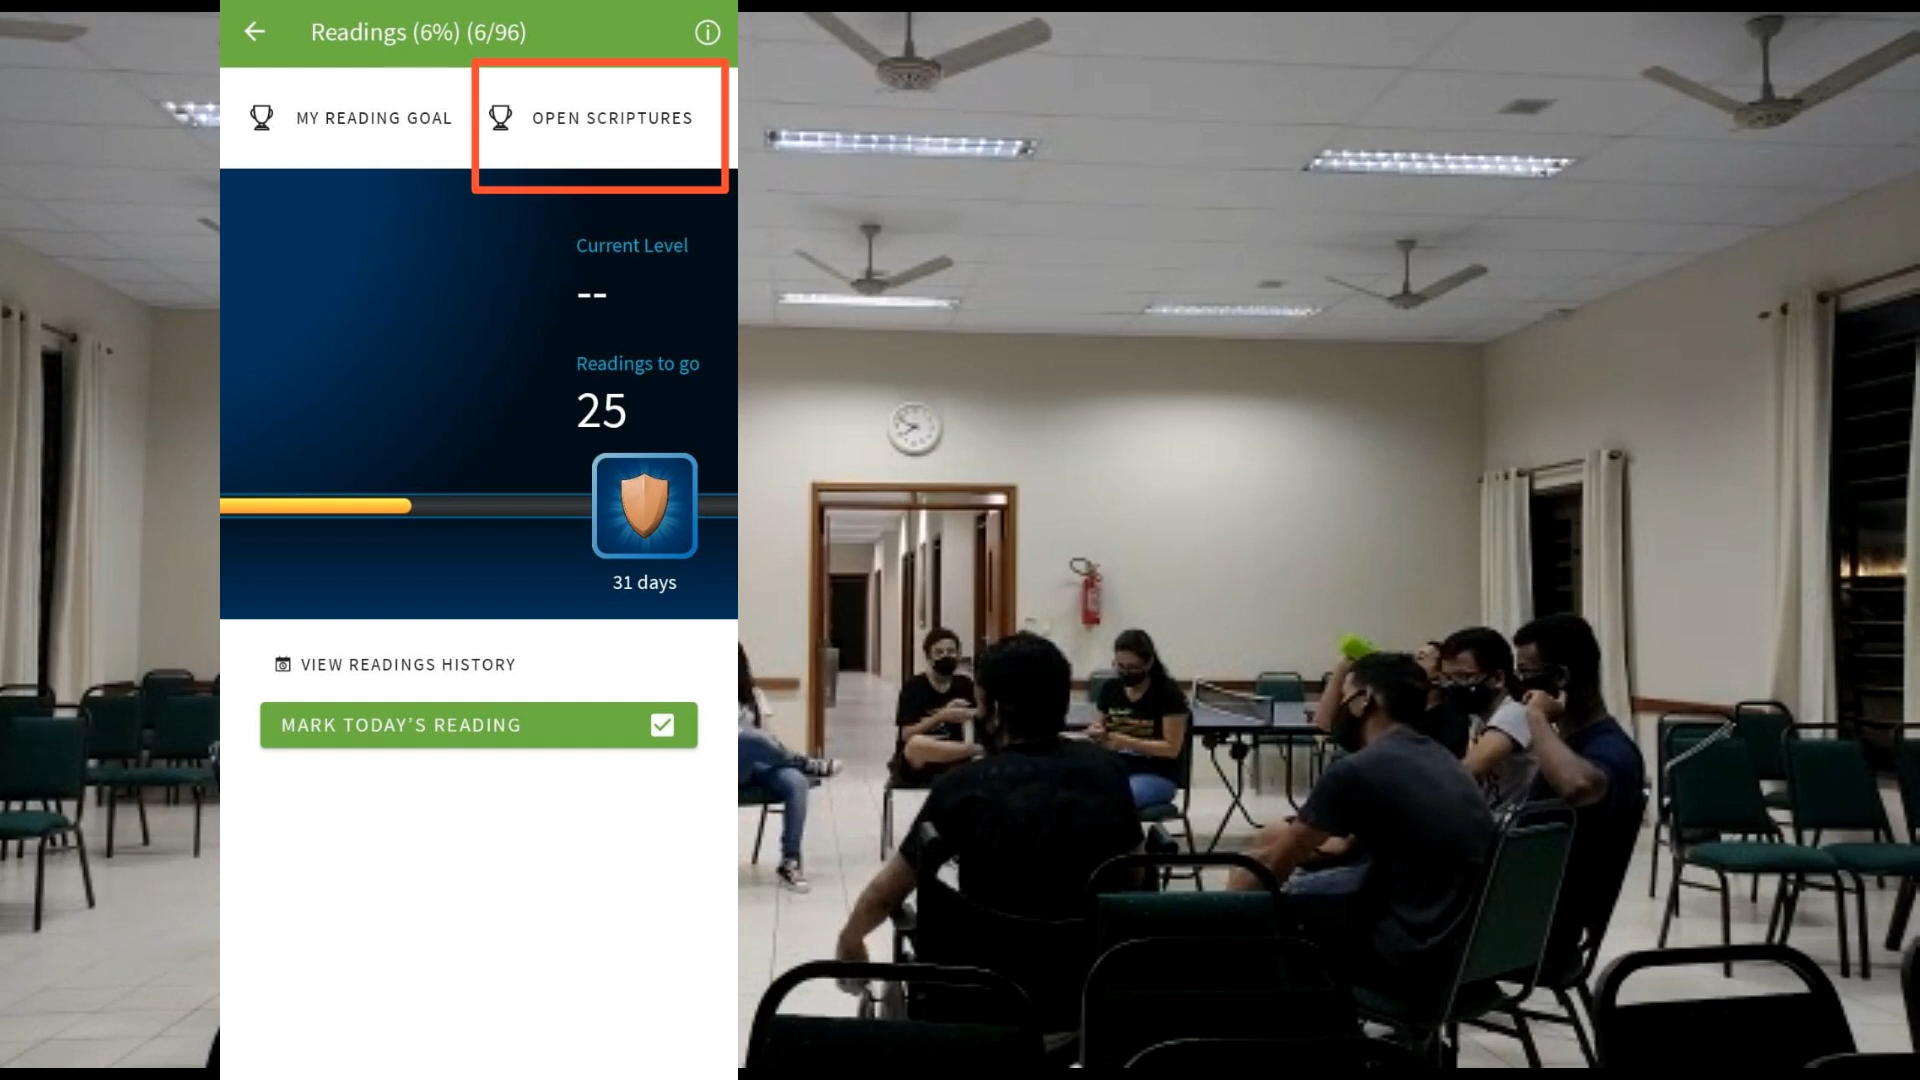 Readings (6%) (6/96)
MY READING GOAL
OPEN SCRIPTURES
Current Level
--
Readings to go
25
31 days
VIEW READINGS HISTORY
MARK TODAY’S READING